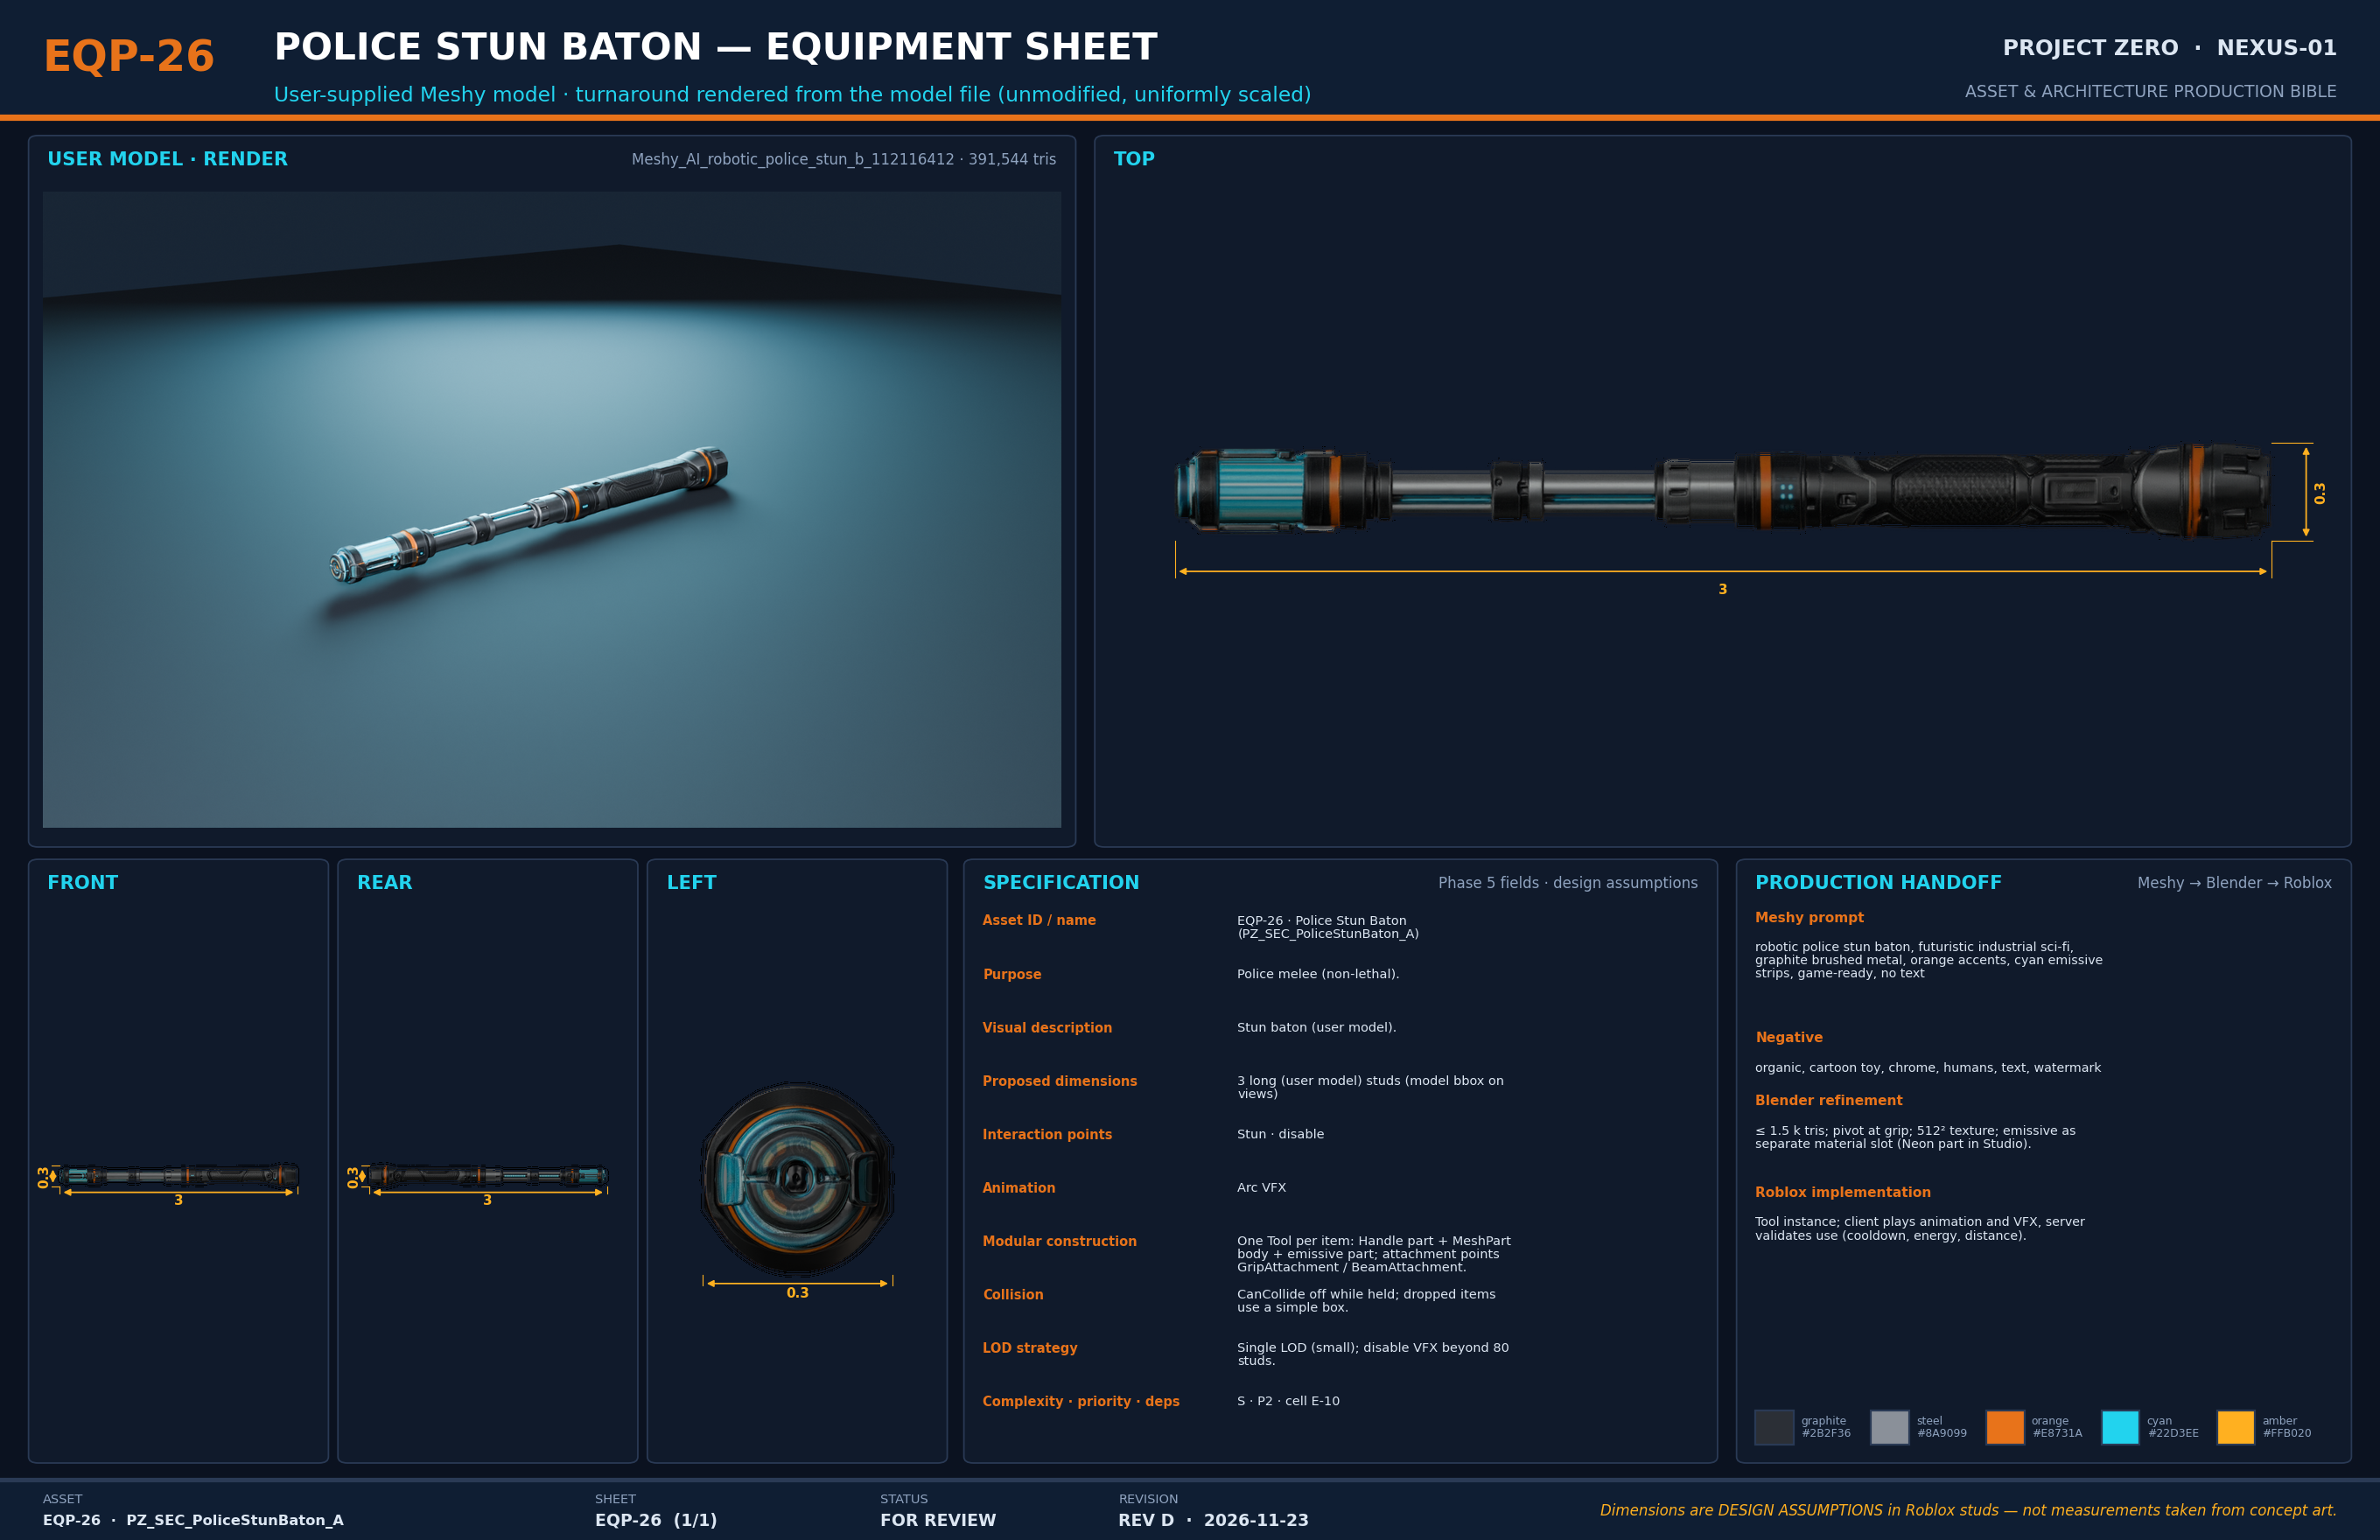 EQP-26
POLICE STUN BATON — EQUIPMENT SHEET
User-supplied Meshy model · turnaround rendered from the model file (unmodified, uniformly scaled)
PROJECT ZERO · NEXUS-01
ASSET & ARCHITECTURE PRODUCTION BIBLE
USER MODEL · RENDER
Meshy_AI_robotic_police_stun_b_112116412 · 391,544 tris
TOP
0.3
3
FRONT
0.3
3
REAR
0.3
3
LEFT
0.3
SPECIFICATION
Phase 5 fields · design assumptions
Asset ID / name
EQP-26 · Police Stun Baton
(PZ_SEC_PoliceStunBaton_A)
Purpose
Police melee (non-lethal).
Visual description
Stun baton (user model).
Proposed dimensions
3 long (user model) studs (model bbox on
views)
Interaction points
Stun · disable
Animation
Arc VFX
Modular construction
One Tool per item: Handle part + MeshPart
body + emissive part; attachment points
GripAttachment / BeamAttachment.
Collision
CanCollide off while held; dropped items
use a simple box.
LOD strategy
Single LOD (small); disable VFX beyond 80
studs.
Complexity · priority · deps
S · P2 · cell E-10
PRODUCTION HANDOFF
Meshy → Blender → Roblox
Meshy prompt
robotic police stun baton, futuristic industrial sci-fi,
graphite brushed metal, orange accents, cyan emissive
strips, game-ready, no text
Negative
organic, cartoon toy, chrome, humans, text, watermark
Blender refinement
≤ 1.5 k tris; pivot at grip; 512² texture; emissive as
separate material slot (Neon part in Studio).
Roblox implementation
Tool instance; client plays animation and VFX, server
validates use (cooldown, energy, distance).
graphite
#2B2F36
steel
#8A9099
orange
#E8731A
cyan
#22D3EE
amber
#FFB020
ASSET
EQP-26 · PZ_SEC_PoliceStunBaton_A
SHEET
EQP-26 (1/1)
STATUS
FOR REVIEW
REVISION
REV D · 2026-11-23
Dimensions are DESIGN ASSUMPTIONS in Roblox studs — not measurements taken from concept art.